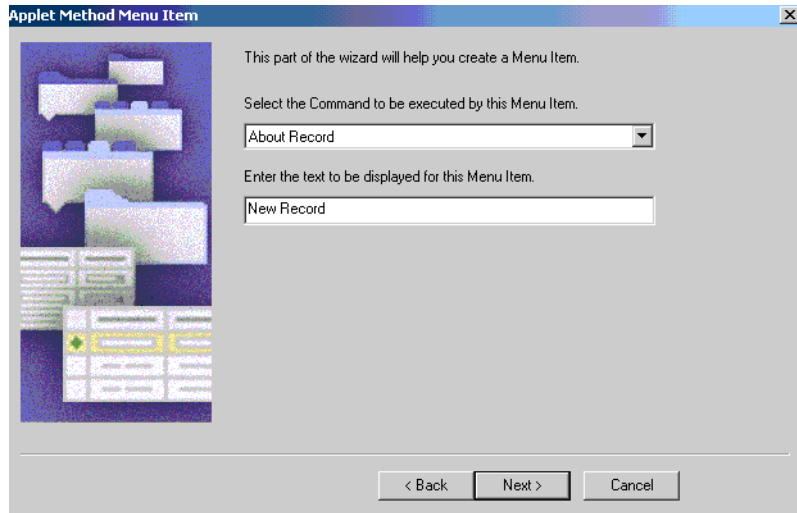 Applet Method Menu Item
This part of the wizard will help you create a Menu Item.
Select the Command to be executed by this Menu Item.
About Record
Enter the text to be displayed for this Menu Item.
New Record
< Back Next > Cancel